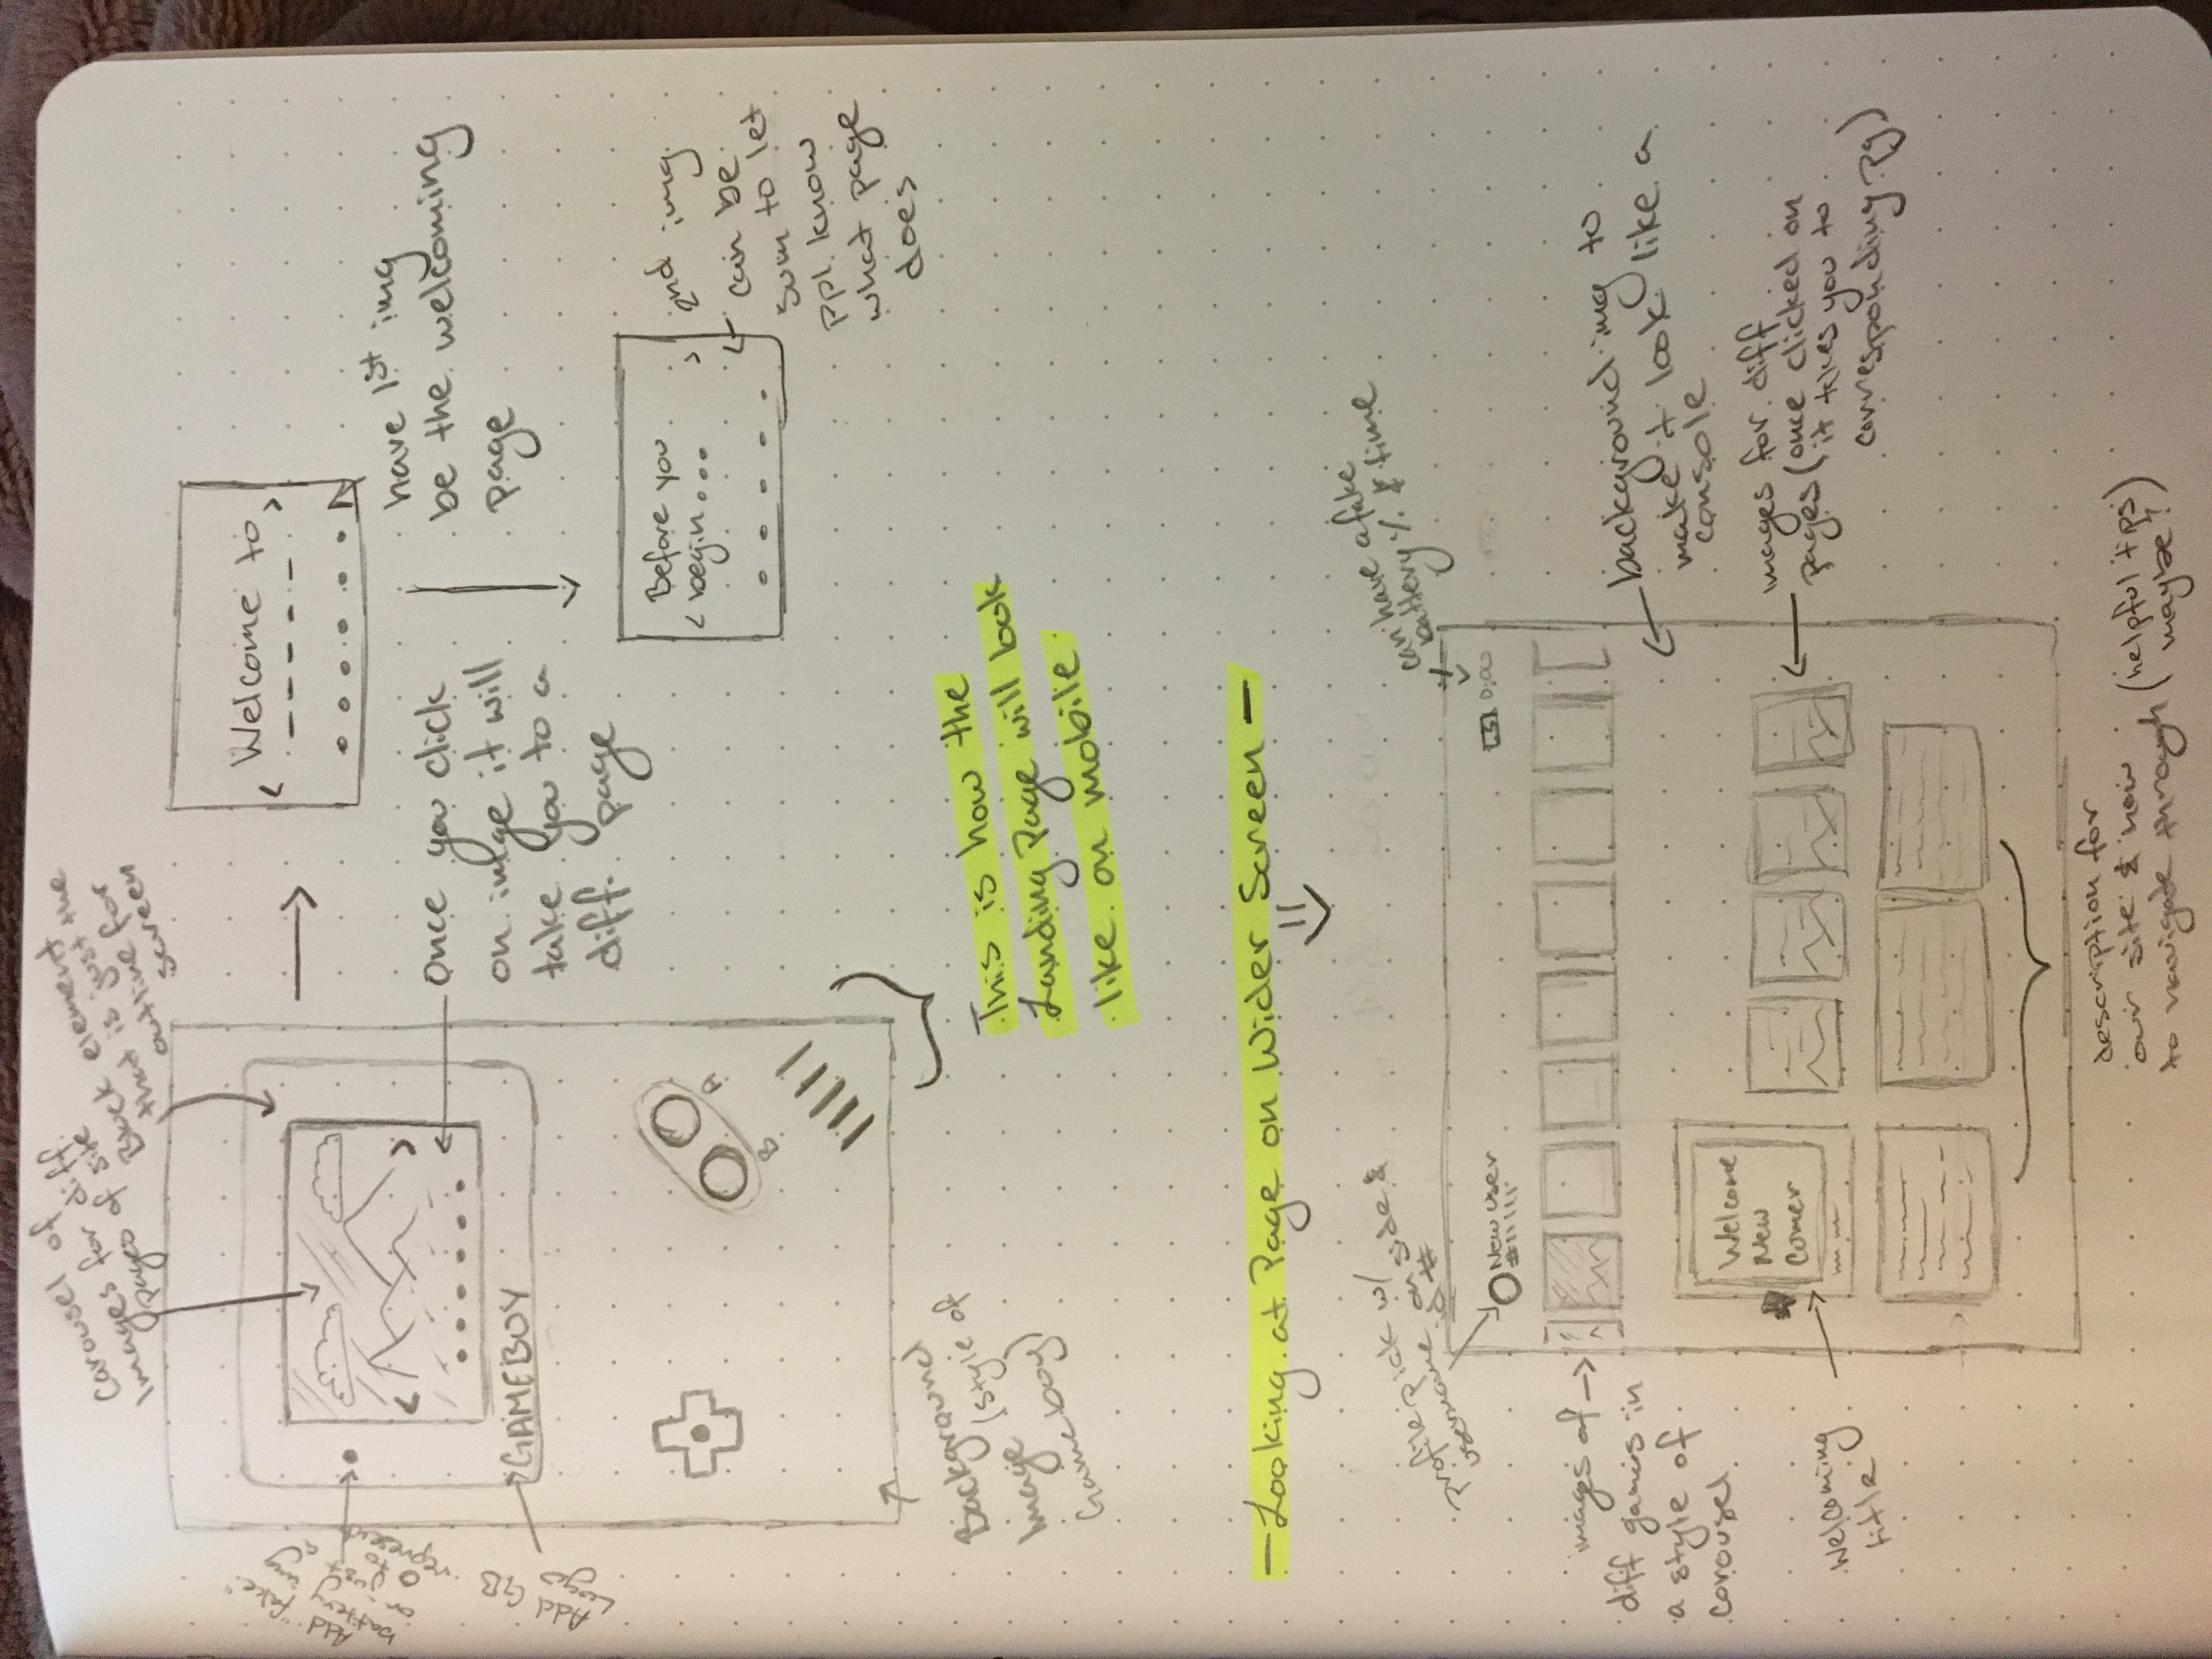 Carousel of
Images for diff.
pages of site
Block element
that is just the
outline for
screen
Add "fake"
battery img
or just a
O to
represent
Add GB
Logo
GAMEBOY
B
A
Background
Image (style of
Gameboy)
Welcome to
have 1st img
be the welcoming
page
once you click
on imge it will
take you to a
diff. page
Before you
begin...
2nd img
can be
sum to let
ppl know
what page
does
This is how the
Landing Page will look
like on mobile
- Looking at Page on Wider Screen -
profile pick w/
username on side &
id #
can have a fake
battery % & time
New user
#11111
0:00
images of
diff games in
a style of
corousel
background img to
make it look like a
console
Welcome
New
Comer
Welcoming
title
images for diff
pages (once clicked on
it takes you to
corresponding pg)
description for
our site & how
to navigate through (helpful tips
maybe?)